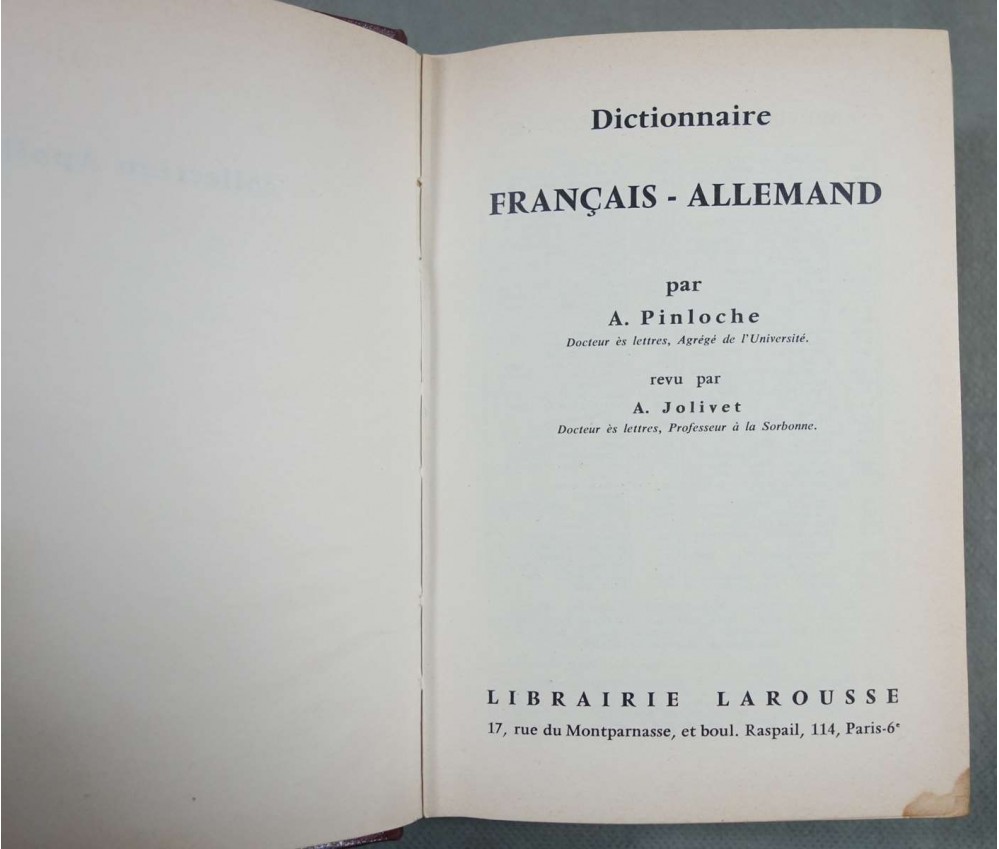 Dictionnaire
FRANÇAIS - ALLEMAND
par
A. Pinloche
Docteur ès lettres, Agrégé de l'Université.
revu par
A. Jolivet
Docteur ès lettres, Professeur à la Sorbonne.
LIBRAIRIE LAROUSSE
17, rue du Montparnasse, et boul. Raspail, 114, Paris-6ᵉ